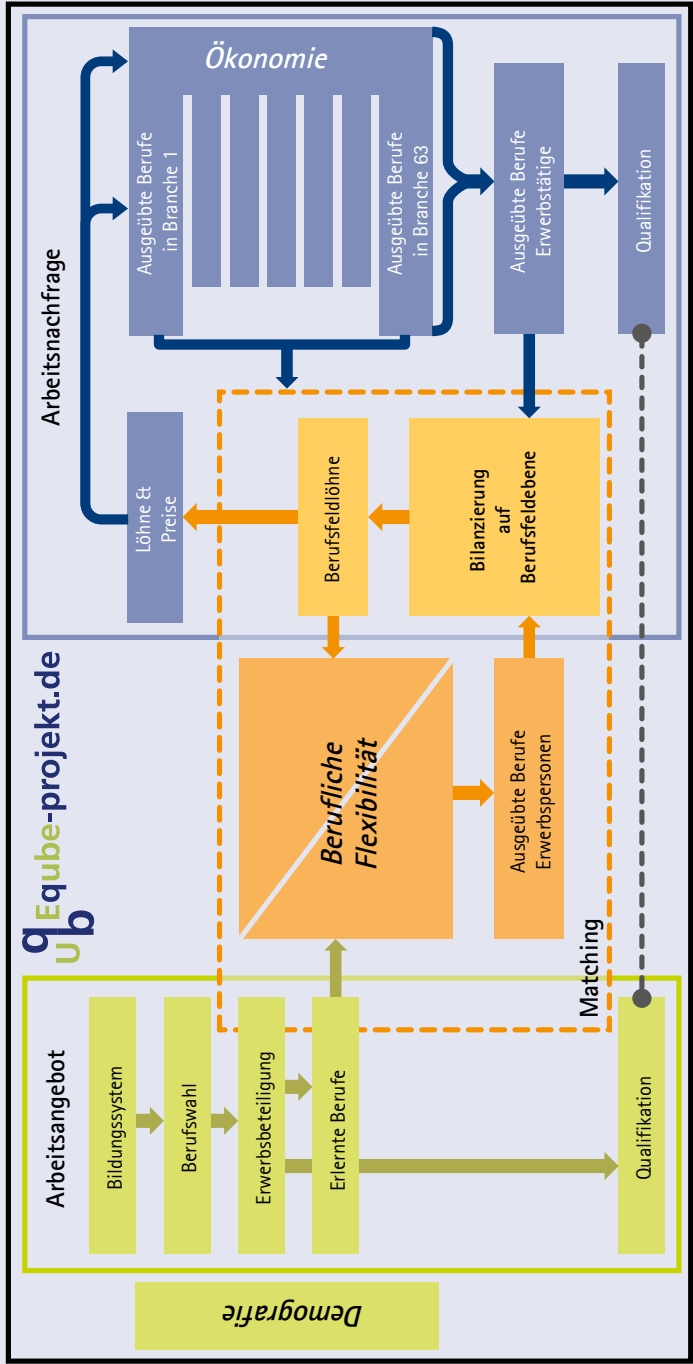 Demografie
Arbeitsangebot
Bildungssystem
Berufswahl
Erwerbsbeteiligung
Erlernte Berufe
Qualifikation
qube-projekt.de
Matching
Berufliche
Flexibilität
Ausgeübte Berufe
Erwerbspersonen
Arbeitsnachfrage
Löhne &
Preise
Berufsfeldlöhne
Bilanzierung
auf
Berufsfeldebene
Ökonomie
Ausgeübte Berufe
in Branche 1
Ausgeübte Berufe
in Branche 63
Ausgeübte Berufe
Erwerbstätige
Qualifikation